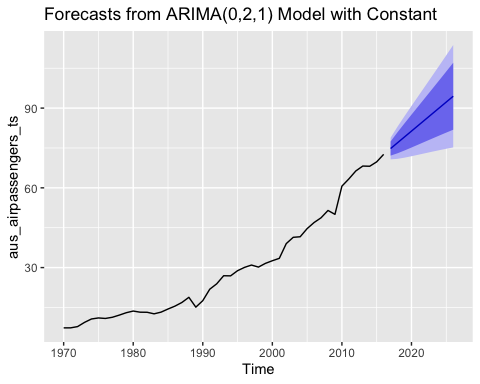 Forecasts from ARIMA(0,2,1) Model with Constant
aus_airpassengers_ts
90
60
30
1970 1980 1990 2000 2010 2020
Time